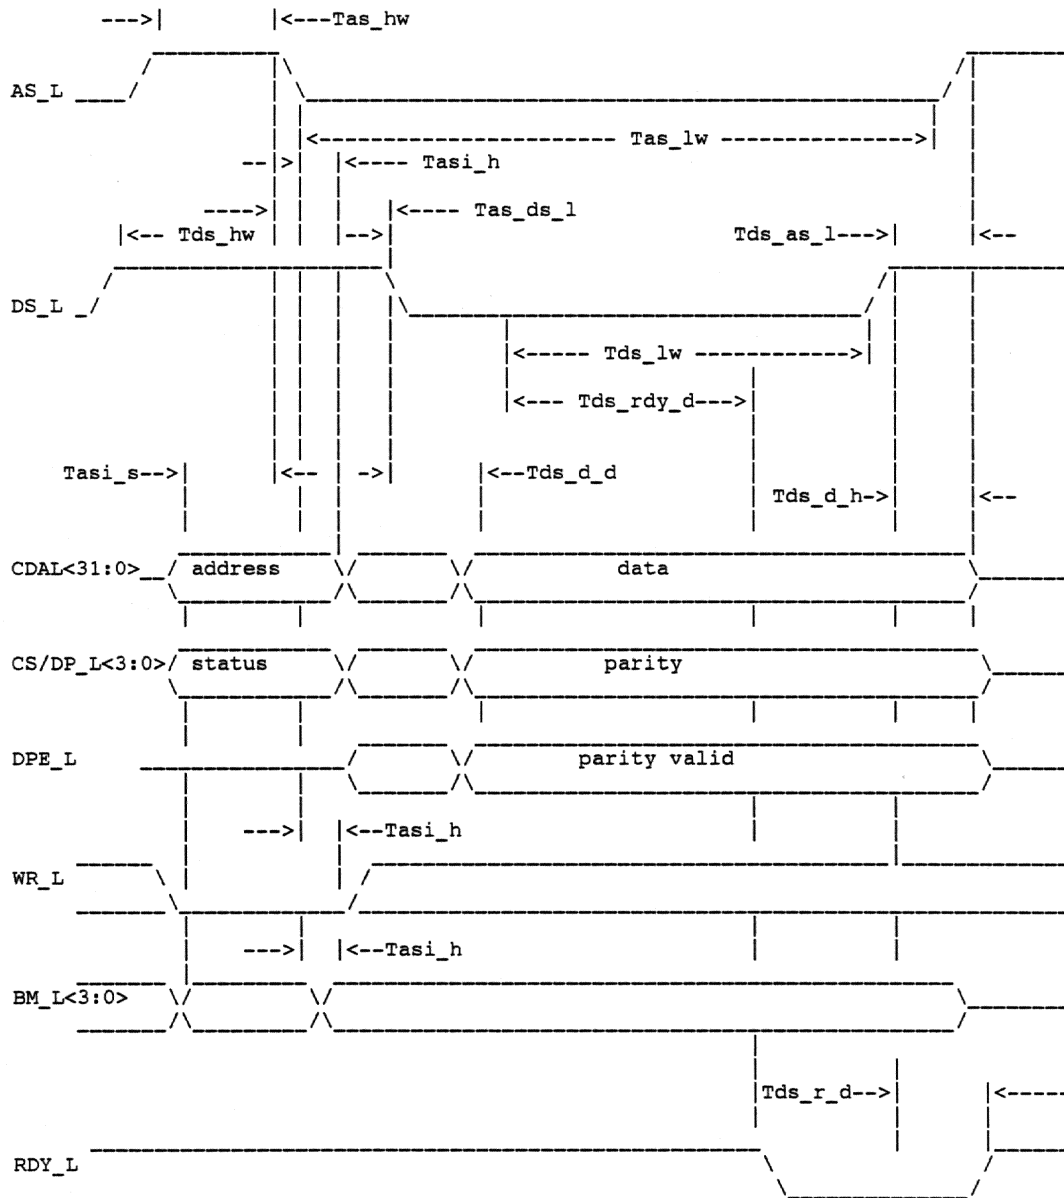 --->| |<---Tas_hw
AS_L
|<---------------------- Tas_lw --------------->|
-- > |<---- Tasi_h
----> |<---- Tas_ds_l
|<-- Tds_hw -->  Tds_as_l---> <--
DS_L
|<----- Tds_lw ------------>|
|<--- Tds_rdy_d--->
Tasi_s--> |<-- -> |<--Tds_d_d
Tds_d_h-> <--
CDAL<31:0> address data
CS/DP_L<3:0> status parity
DPE_L parity valid
---> |<--Tasi_h
WR_L
---> |<--Tasi_h
BM_L<3:0>
Tds_r_d--> |<-----
RDY_L